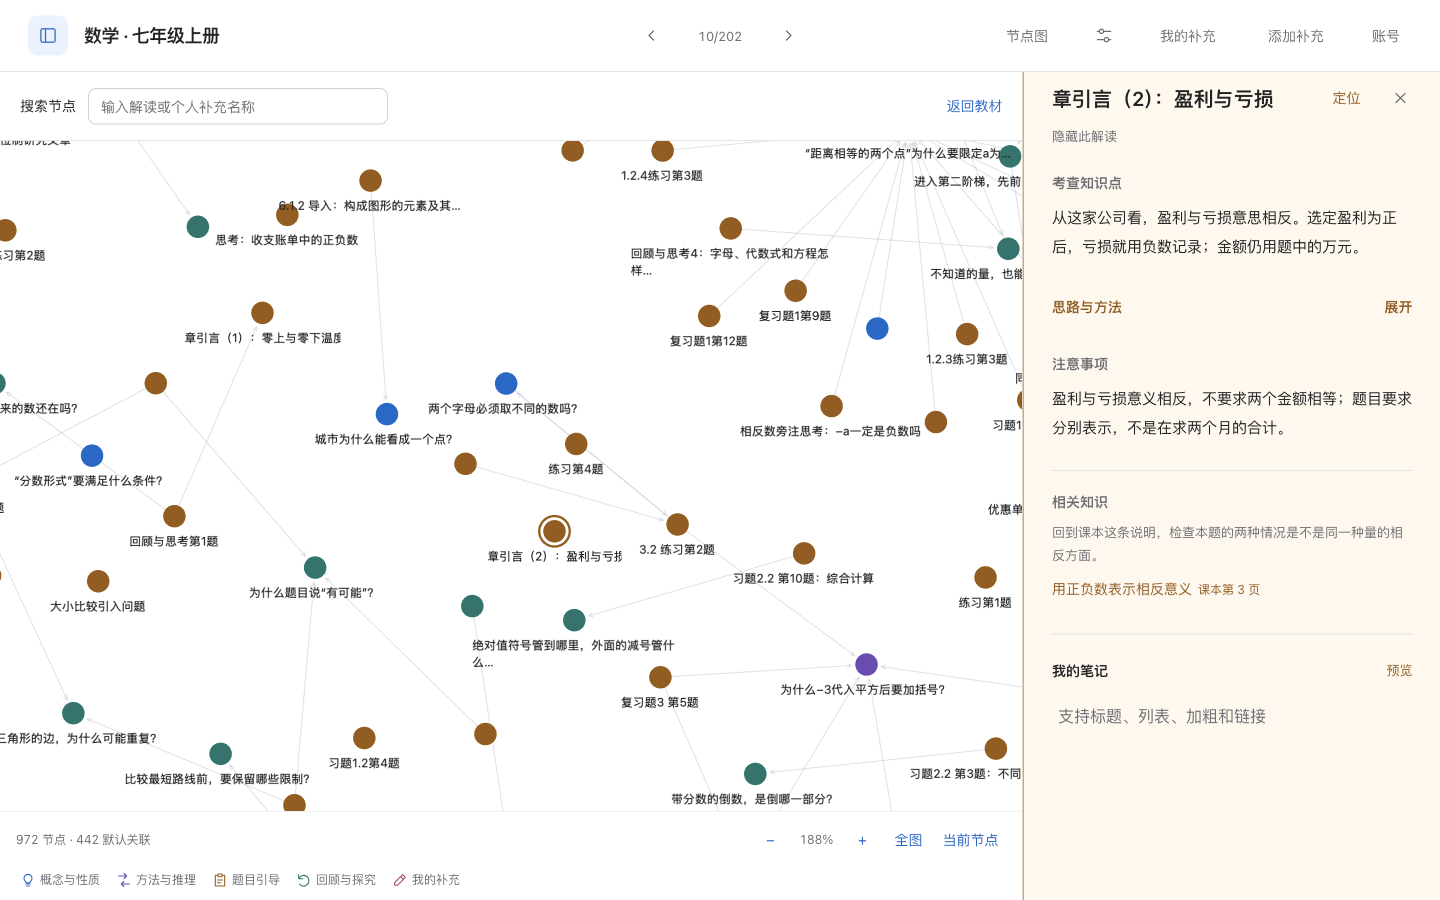 数学 · 七年级上册
10/202
节点图
我的补充
添加补充
账号
搜索节点
输入解读或个人补充名称
返回教材
1.2.4练习第3题
“距离相等的两个点”为什么要限定a为...
进入第二阶梯，先前
6.1.2 导入：构成图形的元素及其...
思考：收支账单中的正负数
习第2题
回顾与思考4：字母、代数式和方程怎
样...
不知道的量，也能
复习题1第9题
复习题1第12题
章引言（1）：零上与零下温度
1.2.3练习第3题
来的数还在吗?
两个字母必须取不同的数吗?
城市为什么能看成一个点?
相反数旁注思考：−a一定是负数吗
习题1
练习第4题
“分数形式”要满足什么条件?
优惠单
回顾与思考第1题
章引言（2）：盈利与亏损
3.2 练习第2题
习题2.2 第10题：综合计算
为什么题目说“有可能”?
大小比较引入问题
练习第1题
绝对值符号管到哪里，外面的减号管什
么...
为什么−3代入平方后要加括号?
复习题3 第5题
三角形的边，为什么可能重复?
习题1.2第4题
比较最短路线前，要保留哪些限制?
习题2.2 第3题：不同
带分数的倒数，是倒哪一部分?
972 节点 · 442 默认关联
− 188% + 全图 当前节点
概念与性质 方法与推理 题目引导 回顾与探究 我的补充
章引言（2）：盈利与亏损
定位
隐藏此解读
考查知识点
从这家公司看，盈利与亏损意思相反。选定盈利为正
后，亏损就用负数记录；金额仍用题中的万元。
思路与方法 展开
注意事项
盈利与亏损意义相反，不要求两个金额相等；题目要求
分别表示，不是在求两个月的合计。
相关知识
回到课本这条说明，检查本题的两种情况是不是同一种量的相
反方面。
用正负数表示相反意义 课本第 3 页
我的笔记 预览
支持标题、列表、加粗和链接